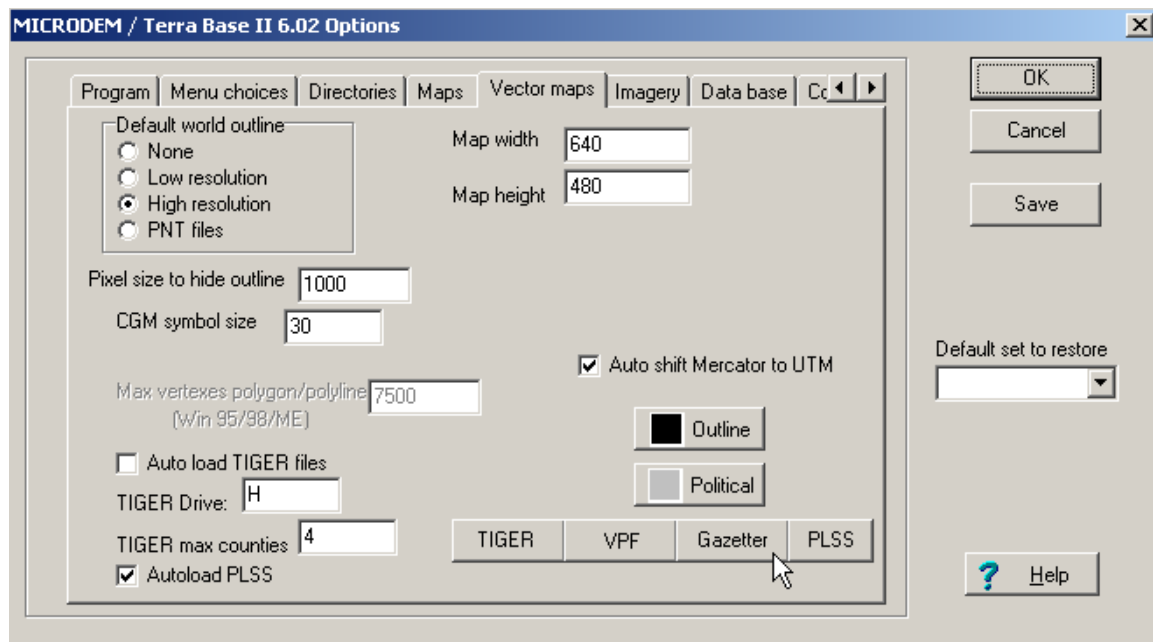 MICRODEM / Terra Base II 6.02 Options
Program Menu choices Directories Maps Vector maps Imagery Data base
Default world outline
None
Low resolution
High resolution
PNT files
Map width 640
Map height 480
Pixel size to hide outline 1000
CGM symbol size 30
Auto shift Mercator to UTM
Max vertexes polygon/polyline 7500
(Win 95/98/ME)
Outline
Political
Auto load TIGER files
TIGER Drive: H
TIGER max counties 4
Autoload PLSS
TIGER VPF Gazetter PLSS
OK
Cancel
Save
Default set to restore
? Help